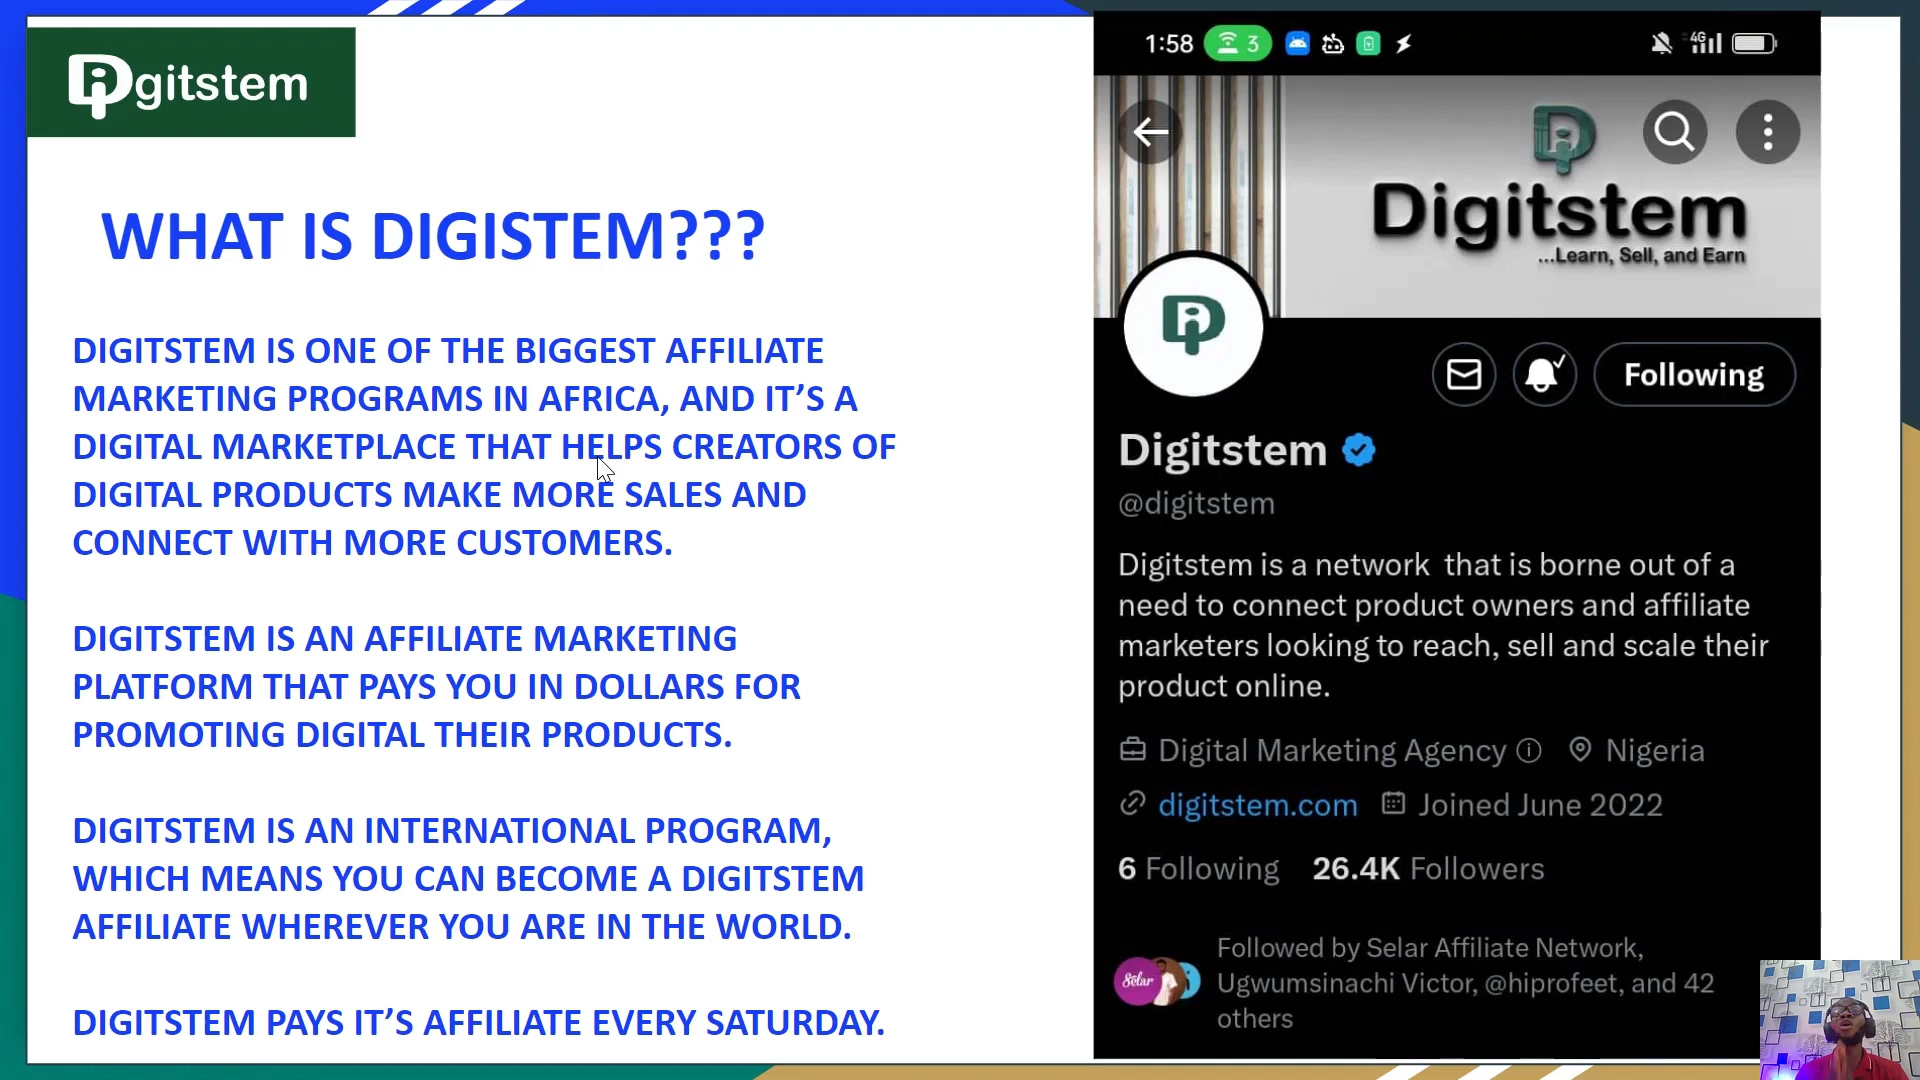 Digitstem
WHAT IS DIGISTEM???
DIGITSTEM IS ONE OF THE BIGGEST AFFILIATE
MARKETING PROGRAMS IN AFRICA, AND IT’S A
DIGITAL MARKETPLACE THAT HELPS CREATORS OF
DIGITAL PRODUCTS MAKE MORE SALES AND
CONNECT WITH MORE CUSTOMERS.
DIGITSTEM IS AN AFFILIATE MARKETING
PLATFORM THAT PAYS YOU IN DOLLARS FOR
PROMOTING DIGITAL THEIR PRODUCTS.
DIGITSTEM IS AN INTERNATIONAL PROGRAM,
WHICH MEANS YOU CAN BECOME A DIGITSTEM
AFFILIATE WHEREVER YOU ARE IN THE WORLD.
DIGITSTEM PAYS IT’S AFFILIATE EVERY SATURDAY.
1:58 3 4G
Digitstem
...Learn, Sell, and Earn
Following
Digitstem
@digitstem
Digitstem is a network that is borne out of a
need to connect product owners and affiliate
marketers looking to reach, sell and scale their
product online.
Digital Marketing Agency Nigeria
digitstem.com Joined June 2022
6 Following 26.4K Followers
Selar
Followed by Selar Affiliate Network,
Ugwumsinachi Victor, @hiprofeet, and 42
others